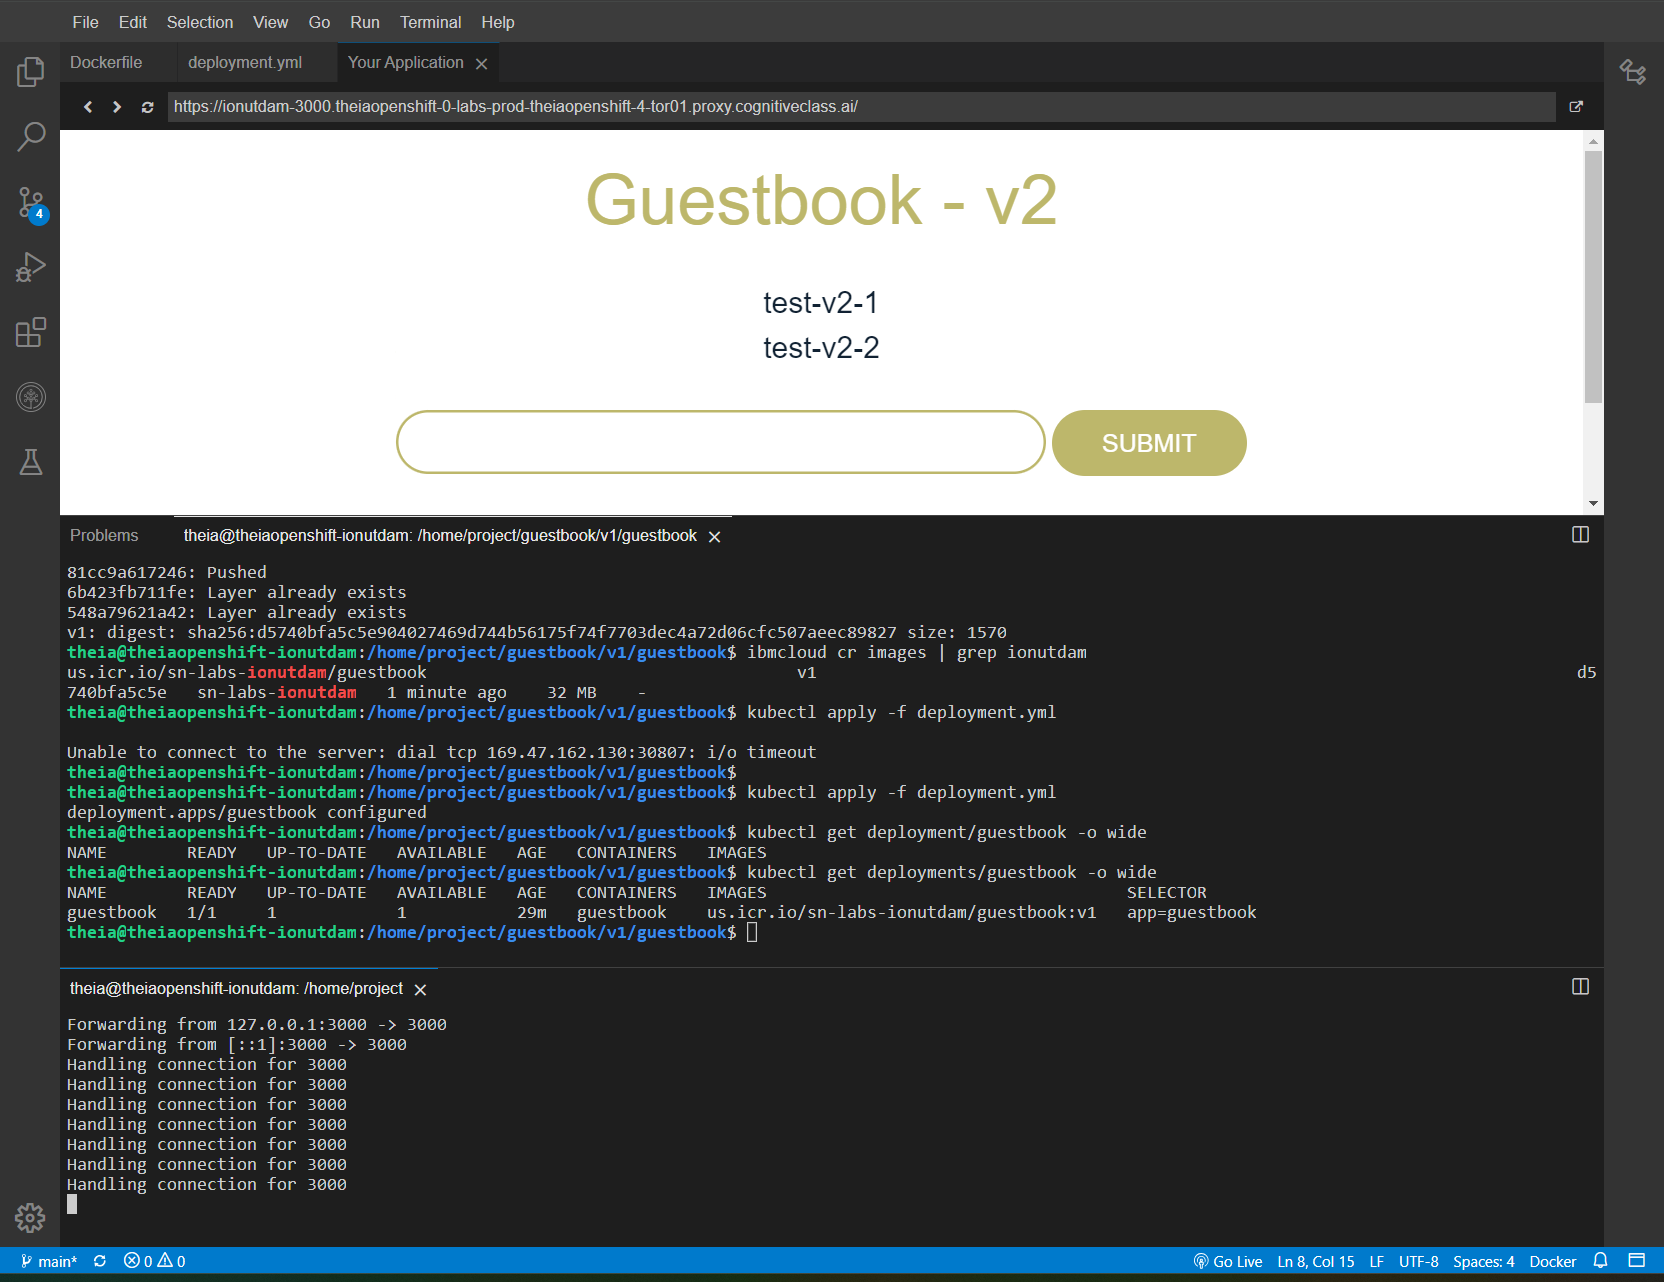 File Edit Selection View Go Run Terminal Help
Dockerfile deployment.yml Your Application
https://ionutdam-3000.theiaopenshift-0-labs-prod-theiaopenshift-4-tor01.proxy.cognitiveclass.ai/
4
Guestbook - v2
test-v2-1
test-v2-2
SUBMIT
Problems theia@theiaopenshift-ionutdam: /home/project/guestbook/v1/guestbook
81cc9a617246: Pushed
6b423fb711fe: Layer already exists
548a79621a42: Layer already exists
v1: digest: sha256:d5740bfa5c5e904027469d744b56175f74f7703dec4a72d06cfc507aeec89827 size: 1570
theia@theiaopenshift-ionutdam:/home/project/guestbook/v1/guestbook$ ibmcloud cr images | grep ionutdam
us.icr.io/sn-labs-ionutdam/guestbook v1 d5
740bfa5c5e sn-labs-ionutdam 1 minute ago 32 MB -
theia@theiaopenshift-ionutdam:/home/project/guestbook/v1/guestbook$ kubectl apply -f deployment.yml
Unable to connect to the server: dial tcp 169.47.162.130:30807: i/o timeout
theia@theiaopenshift-ionutdam:/home/project/guestbook/v1/guestbook$
theia@theiaopenshift-ionutdam:/home/project/guestbook/v1/guestbook$ kubectl apply -f deployment.yml
deployment.apps/guestbook configured
theia@theiaopenshift-ionutdam:/home/project/guestbook/v1/guestbook$ kubectl get deployment/guestbook -o wide
NAME READY UP-TO-DATE AVAILABLE AGE CONTAINERS IMAGES
theia@theiaopenshift-ionutdam:/home/project/guestbook/v1/guestbook$ kubectl get deployments/guestbook -o wide
NAME READY UP-TO-DATE AVAILABLE AGE CONTAINERS IMAGES SELECTOR
guestbook 1/1 1 1 29m guestbook us.icr.io/sn-labs-ionutdam/guestbook:v1 app=guestbook
theia@theiaopenshift-ionutdam:/home/project/guestbook/v1/guestbook$
theia@theiaopenshift-ionutdam: /home/project
Forwarding from 127.0.0.1:3000 -> 3000
Forwarding from [::1]:3000 -> 3000
Handling connection for 3000
Handling connection for 3000
Handling connection for 3000
Handling connection for 3000
Handling connection for 3000
Handling connection for 3000
Handling connection for 3000
main* 0 0 Go Live Ln 8, Col 15 LF UTF-8 Spaces: 4 Docker